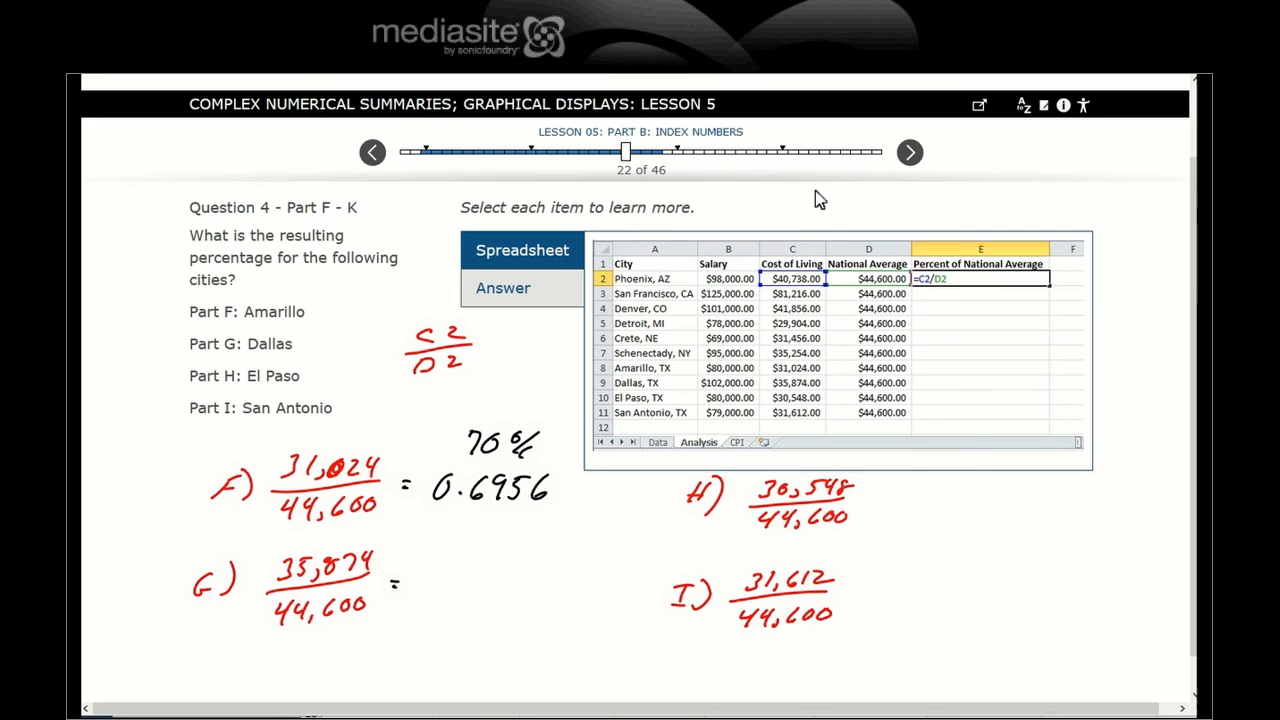 mediasite
by sonicfoundry
COMPLEX NUMERICAL SUMMARIES; GRAPHICAL DISPLAYS: LESSON 5
A to Z
LESSON 05: PART B: INDEX NUMBERS
22 of 46
Question 4 - Part F - K
What is the resulting
percentage for the following
cities?
Part F: Amarillo
Part G: Dallas
Part H: El Paso
Part I: San Antonio
Select each item to learn more.
Spreadsheet
Answer
A B C D E F
1 City Salary Cost of Living National Average Percent of National Average
2 Phoenix, AZ $98,000.00 $40,738.00 $44,600.00 =C2/D2
3 San Francisco, CA $125,000.00 $81,216.00 $44,600.00
4 Denver, CO $101,000.00 $41,856.00 $44,600.00
5 Detroit, MI $78,000.00 $29,904.00 $44,600.00
6 Crete, NE $69,000.00 $31,456.00 $44,600.00
7 Schenectady, NY $95,000.00 $35,254.00 $44,600.00
8 Amarillo, TX $80,000.00 $31,024.00 $44,600.00
9 Dallas, TX $102,000.00 $35,874.00 $44,600.00
10 El Paso, TX $80,000.00 $30,548.00 $44,600.00
11 San Antonio, TX $79,000.00 $31,612.00 $44,600.00
12
Data Analysis CPI
C2
D2
70%
F) 31,024
44,600
= 0.6956
G) 35,874
44,600
=
H) 30,548
44,600
I) 31,612
44,600